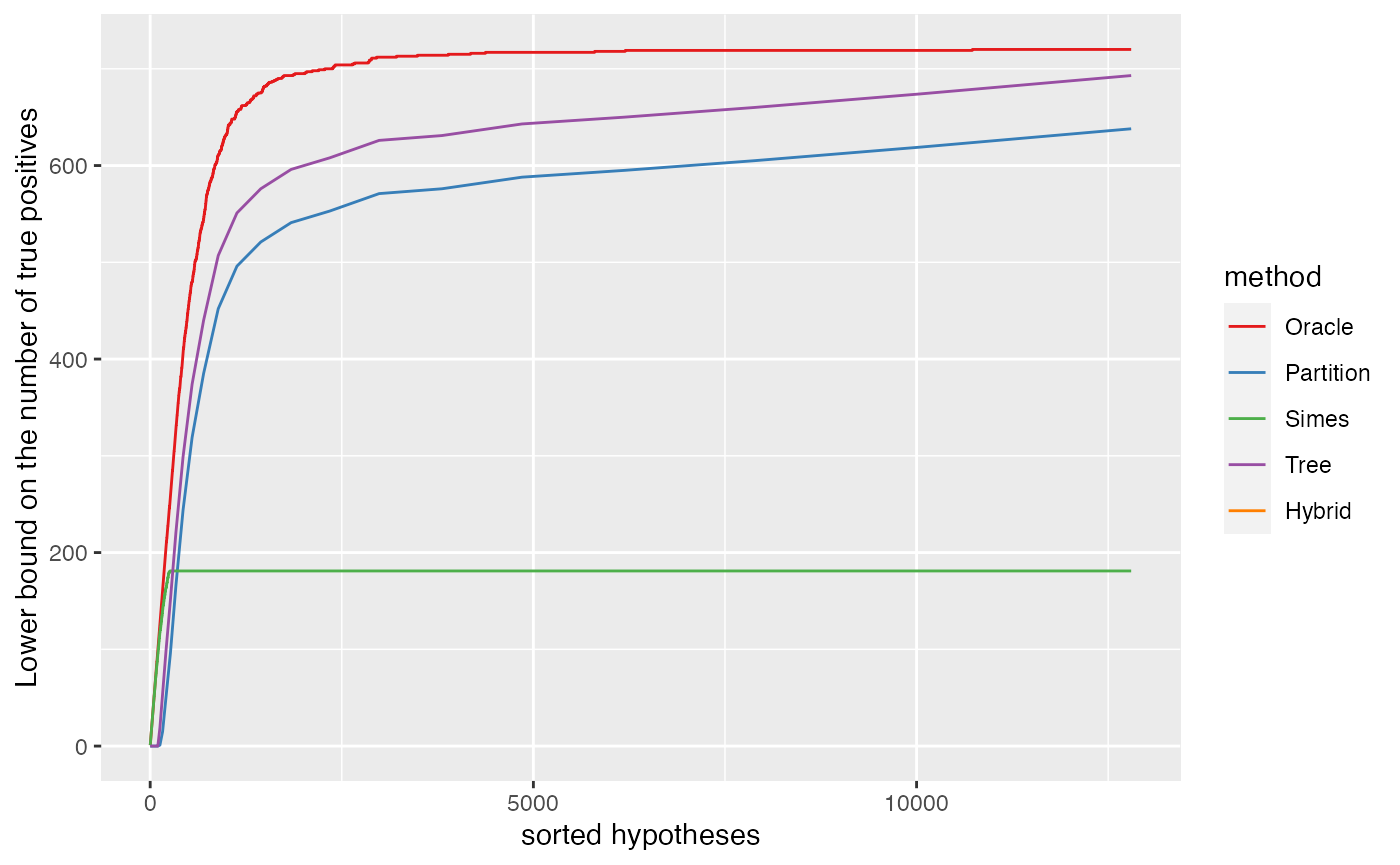 Lower bound on the number of true positives
600
400
200
0
0
5000
10000
sorted hypotheses
method
Oracle
Partition
Simes
Tree
Hybrid